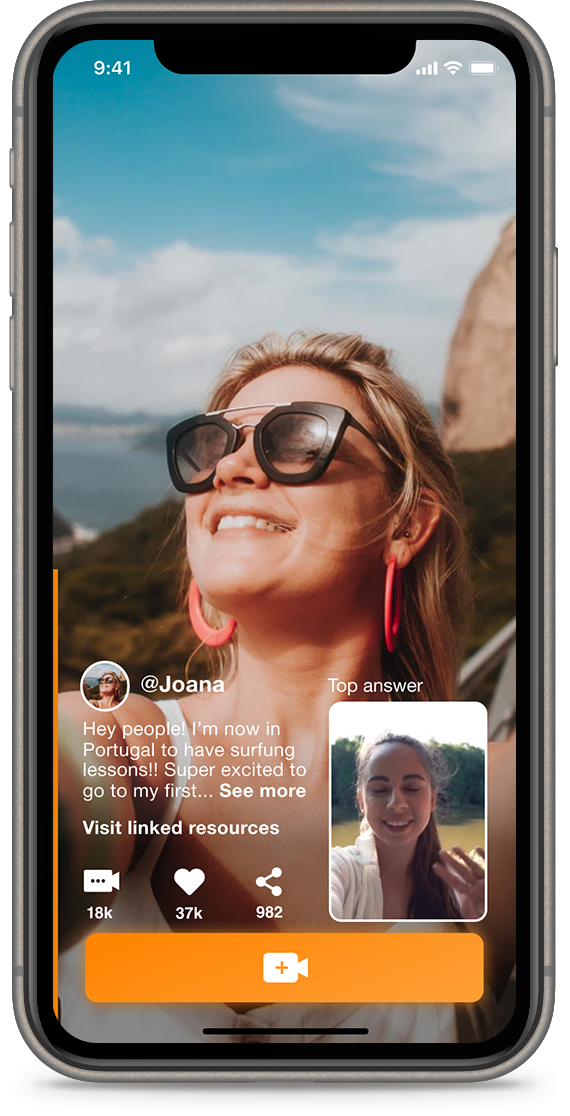 9:41
@Joana
Top answer
Hey people! I'm now in
Portugal to have surfung
lessons!! Super excited to
go to my first... See more
Visit linked resources
18k 37k 982